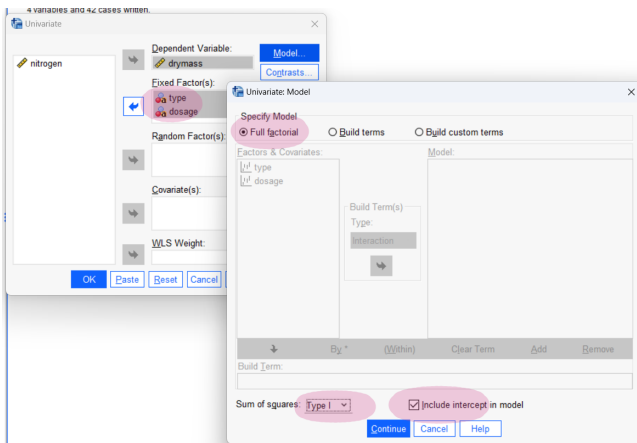 4 variables and 42 cases written.
Univariate
nitrogen
Dependent Variable:
drymass
Fixed Factor(s):
type
dosage
Random Factor(s):
Covariate(s):
WLS Weight:
Model...
Contrasts...
OK Paste Reset Cancel
Univariate: Model
Specify Model
Full factorial Build terms Build custom terms
Factors & Covariates: Model:
type
dosage
Build Term(s)
Type:
Interaction
By * (Within) Clear Term Add Remove
Build Term:
Sum of squares: Type I Include intercept in model
Continue Cancel Help